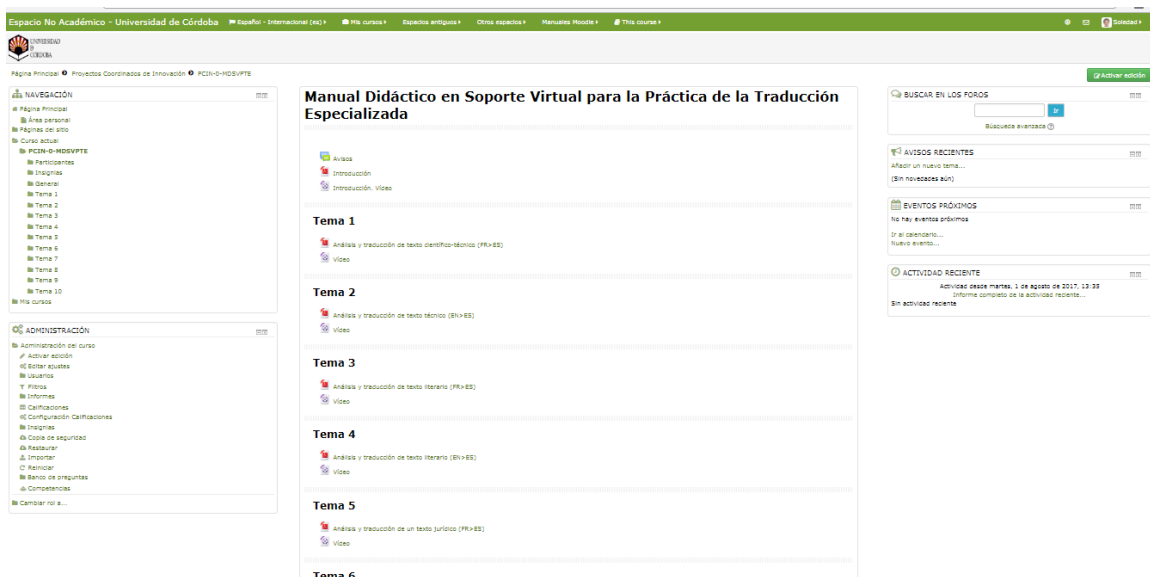 Espacio No Académico - Universidad de Córdoba Español - Internacional (es) Mis cursos Espacios antiguos Otros espacios Manuales Moodle This course Soledad
UNIVERSIDAD
D
CORDOBA
Página Principal Proyectos Coordinados de Innovación PCIN-0-MDSVPTE
Activar edición
NAVEGACIÓN
Página Principal
Área personal
Páginas del sitio
Curso actual
PCIN-0-MDSVPTE
Participantes
Insignias
General
Tema 1
Tema 2
Tema 3
Tema 4
Tema 5
Tema 6
Tema 7
Tema 8
Tema 9
Tema 10
Mis cursos
ADMINISTRACIÓN
Administración del curso
Activar edición
Editar ajustes
Usuarios
Filtros
Informes
Calificaciones
Configuración Calificaciones
Insignias
Copia de seguridad
Restaurar
Importar
Reiniciar
Banco de preguntas
Competencias
Cambiar rol a...
Manual Didáctico en Soporte Virtual para la Práctica de la Traducción
Especializada
Avisos
Introducción
Introducción. Vídeo
Tema 1
Análisis y traducción de texto científico-técnico (FR>ES)
Vídeo
Tema 2
Análisis y traducción de texto técnico (EN>ES)
Vídeo
Tema 3
Análisis y traducción de texto literario (FR>ES)
Vídeo
Tema 4
Análisis y traducción de texto literario (EN>ES)
Vídeo
Tema 5
Análisis y traducción de un texto jurídico (FR>ES)
Vídeo
Tema 6
BUSCAR EN LOS FOROS
Ir
Búsqueda avanzada
AVISOS RECIENTES
Añadir un nuevo tema...
(Sin novedades aún)
EVENTOS PRÓXIMOS
No hay eventos próximos
Ir al calendario...
Nuevo evento...
ACTIVIDAD RECIENTE
Actividad desde martes, 1 de agosto de 2017, 13:35
Informe completo de la actividad reciente...
Sin actividad reciente